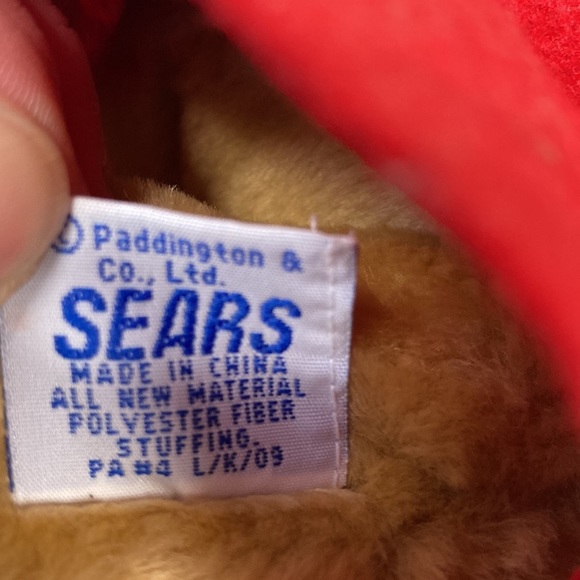 © Paddington &
Co., Ltd.
SEARS
MADE IN CHINA
ALL NEW MATERIAL
POLYESTER FIBER
STUFFING.
PA #4 L/K/09